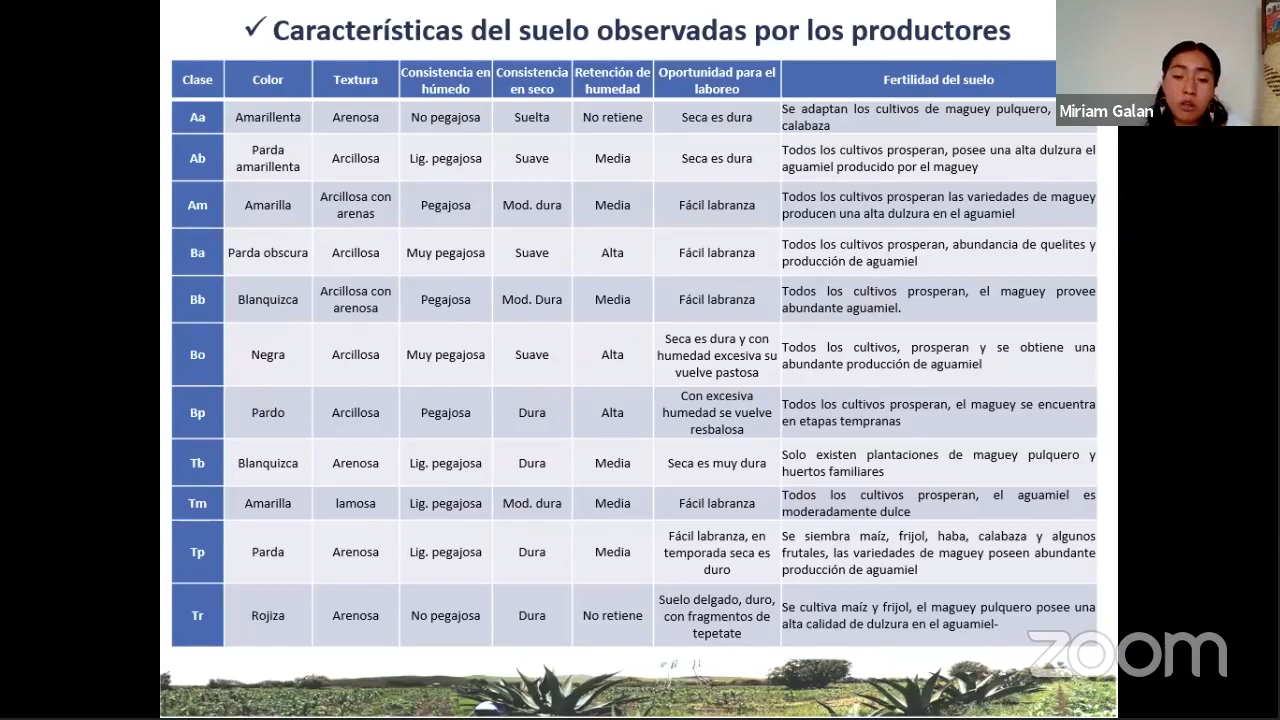 ✓ Características del suelo observadas por los productores
Miriam Galan
Clase Color Textura Consistencia en húmedo Consistencia en seco Retención de humedad Oportunidad para el laboreo Fertilidad del suelo
Aa Amarillenta Arenosa No pegajosa Suelta No retiene Seca es dura Se adaptan los cultivos de maguey pulquero, calabaza
Ab Parda amarillenta Arcillosa Lig. pegajosa Suave Media Seca es dura Todos los cultivos prosperan, posee una alta dulzura el aguamiel producido por el maguey
Am Amarilla Arcillosa con arenas Pegajosa Mod. dura Media Fácil labranza Todos los cultivos prosperan las variedades de maguey producen una alta dulzura en el aguamiel
Ba Parda obscura Arcillosa Muy pegajosa Suave Alta Fácil labranza Todos los cultivos prosperan, abundancia de quelites y producción de aguamiel
Bb Blanquizca Arcillosa con arenosa Pegajosa Mod. Dura Media Fácil labranza Todos los cultivos prosperan, el maguey provee abundante aguamiel.
Bo Negra Arcillosa Muy pegajosa Suave Alta Seca es dura y con humedad excesiva su vuelve pastosa Todos los cultivos, prosperan y se obtiene una abundante producción de aguamiel
Bp Pardo Arcillosa Pegajosa Dura Alta Con excesiva humedad se vuelve resbalosa Todos los cultivos prosperan, el maguey se encuentra en etapas tempranas
Tb Blanquizca Arenosa Lig. pegajosa Dura Media Seca es muy dura Solo existen plantaciones de maguey pulquero y huertos familiares
Tm Amarilla lamosa Lig. pegajosa Mod. dura Media Fácil labranza Todos los cultivos prosperan, el aguamiel es moderadamente dulce
Tp Parda Arenosa Lig. pegajosa Dura Media Fácil labranza, en temporada seca es duro Se siembra maíz, frijol, haba, calabaza y algunos frutales, las variedades de maguey poseen abundante producción de aguamiel
Tr Rojiza Arenosa No pegajosa Dura No retiene Suelo delgado, duro, con fragmentos de tepetate Se cultiva maíz y frijol, el maguey pulquero posee una alta calidad de dulzura en el aguamiel-
zoom